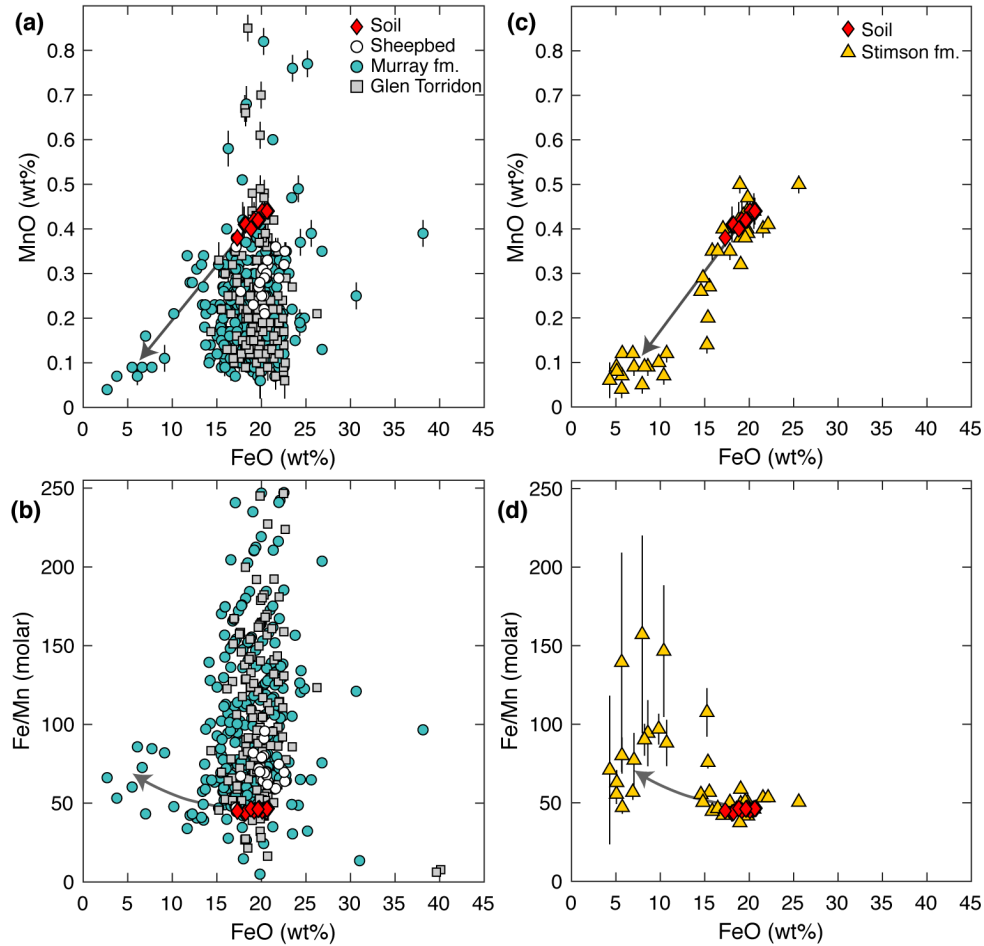 (a)
Soil
Sheepbed
Murray fm.
Glen Torridon
MnO (wt%)
0.8
0.7
0.6
0.5
0.4
0.3
0.2
0.1
0
0 5 10 15 20 25 30 35 40 45
FeO (wt%)
(c)
Soil
Stimson fm.
MnO (wt%)
0.8
0.7
0.6
0.5
0.4
0.3
0.2
0.1
0
0 5 10 15 20 25 30 35 40 45
FeO (wt%)
(b)
Fe/Mn (molar)
250
200
150
100
50
0
0 5 10 15 20 25 30 35 40 45
FeO (wt%)
(d)
Fe/Mn (molar)
250
200
150
100
50
0
0 5 10 15 20 25 30 35 40 45
FeO (wt%)